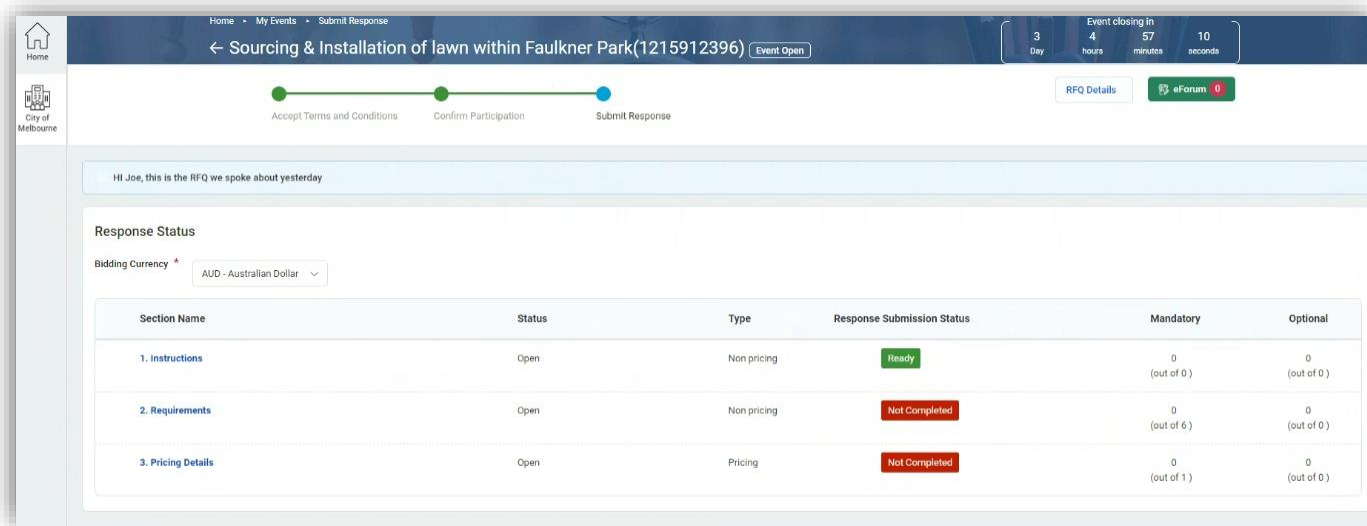 Home
City of
Melbourne
Home - My Events - Submit Response
← Sourcing & Installation of lawn within Faulkner Park(1215912396) Event Open
Event closing in
3 4 57 10
Day hours minutes seconds
Accept Terms and Conditions Confirm Participation Submit Response
RFQ Details eForum 0
HI Joe, this is the RFQ we spoke about yesterday
Response Status
Bidding Currency * AUD - Australian Dollar
Section Name Status Type Response Submission Status Mandatory Optional
1. Instructions Open Non pricing Ready 0 0
(out of 0 ) (out of 0 )
2. Requirements Open Non pricing Not Completed 0 0
(out of 6 ) (out of 0 )
3. Pricing Details Open Pricing Not Completed 0 0
(out of 1 ) (out of 0 )